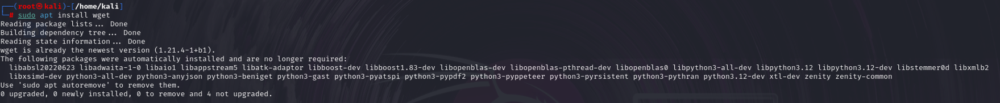 ┌──(root㉿kali)-[/home/kali]
└─# sudo apt install wget
Reading package lists... Done
Building dependency tree... Done
Reading state information... Done
wget is already the newest version (1.21.4-1+b1).
The following packages were automatically installed and are no longer required:
  libabsl20220623 libadwaita-1-0 libaio1 libappstream5 libatk-adaptor libboost-dev libboost1.83-dev libopenblas-dev libopenblas-pthread-dev libopenblas0 libpython3-all-dev libpython3.12 libpython3.12-dev libstemmer0d libxmlb2
  libxsimd-dev python3-all-dev python3-anyjson python3-beniget python3-gast python3-pyatspi python3-pypdf2 python3-pyppeteer python3-pyrsistent python3-pythran python3.12-dev xtl-dev zenity zenity-common
Use 'sudo apt autoremove' to remove them.
0 upgraded, 0 newly installed, 0 to remove and 4 not upgraded.